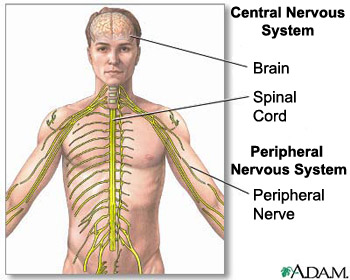 Central Nervous
System
Brain
Spinal
Cord
Peripheral
Nervous System
Peripheral
Nerve
A.D.A.M.